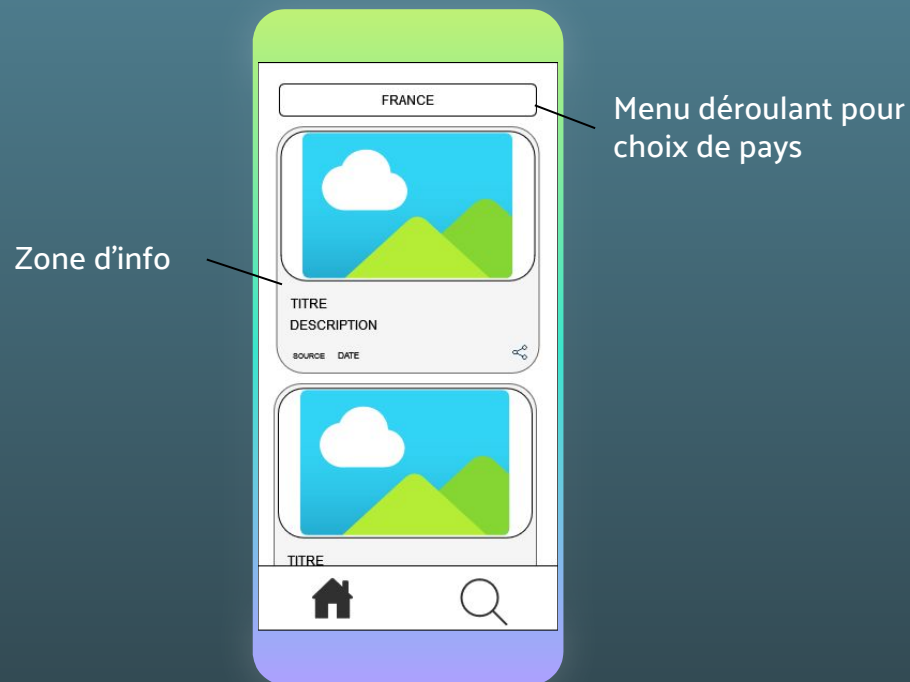 FRANCE
Menu déroulant pour
choix de pays
Zone d’info
TITRE
DESCRIPTION
SOURCE DATE
TITRE